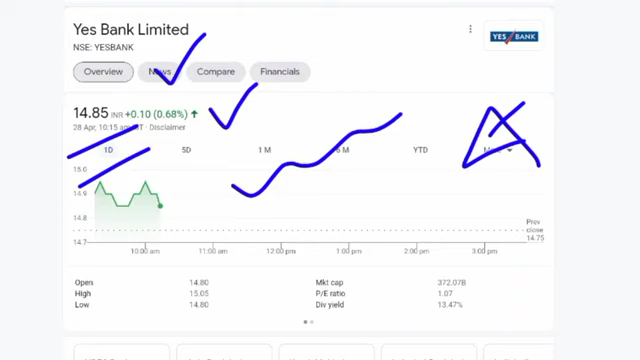 Yes Bank Limited
NSE: YESBANK
YES BANK
Overview News Compare Financials
14.85 INR +0.10 (0.68%) ↑
28 Apr, 10:15 am IST · Disclaimer
1D 5D 1 M 6 M YTD
15.0
14.9
14.8
14.7
Prev
close
14.75
10:00 am 11:00 am 12:00 pm 1:00 pm 2:00 pm 3:00 pm
Open 14.80 Mkt cap 372.07B
High 15.05 P/E ratio 1.07
Low 14.80 Div yield 13.47%